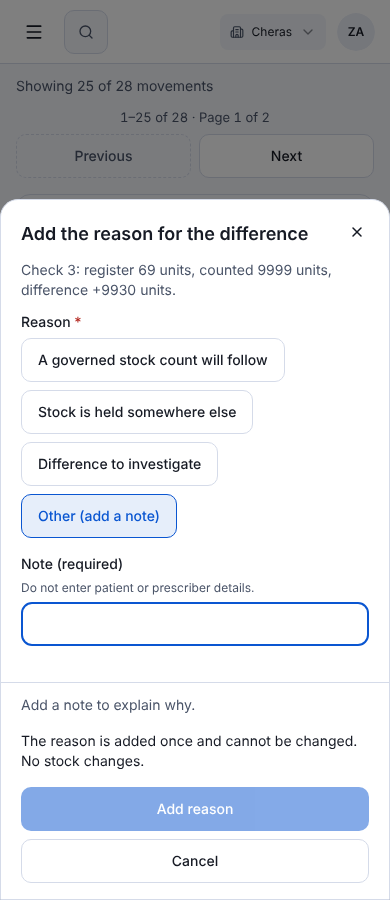 Cheras
ZA
Showing 25 of 28 movements
1–25 of 28 · Page 1 of 2
Previous
Next
Add the reason for the difference
Check 3: register 69 units, counted 9999 units,
difference +9930 units.
Reason *
A governed stock count will follow
Stock is held somewhere else
Difference to investigate
Other (add a note)
Note (required)
Do not enter patient or prescriber details.
Add a note to explain why.
The reason is added once and cannot be changed.
No stock changes.
Add reason
Cancel